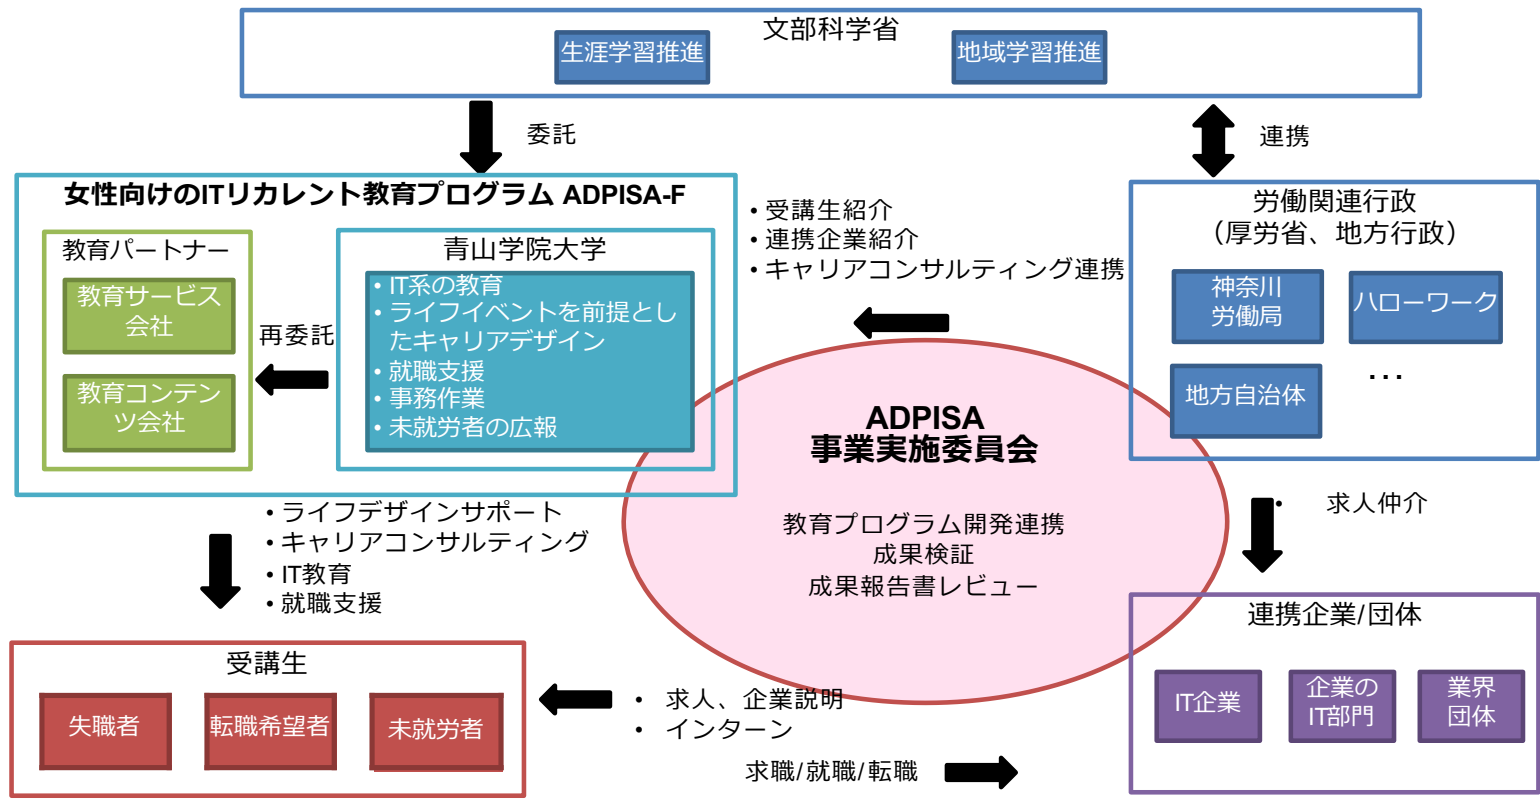 文部科学省
生涯学習推進
地域学習推進
委託
連携
女性向けのITリカレント教育プログラム ADPISA-F
教育パートナー
教育サービス
会社
教育コンテン
ツ会社
再委託
青山学院大学
• IT系の教育
• ライフイベントを前提とし
たキャリアデザイン
• 就職支援
• 事務作業
• 未就労者の広報
• 受講生紹介
• 連携企業紹介
• キャリアコンサルティング連携
労働関連行政
（厚労省、地方行政）
神奈川
労働局
ハローワーク
地方自治体
…
ADPISA
事業実施委員会
教育プログラム開発連携
成果検証
成果報告書レビュー
• ライフデザインサポート
• キャリアコンサルティング
• IT教育
• 就職支援
• 求人仲介
受講生
失職者
転職希望者
未就労者
• 求人、企業説明
• インターン
求職/就職/転職
連携企業/団体
IT企業
企業の
IT部門
業界
団体